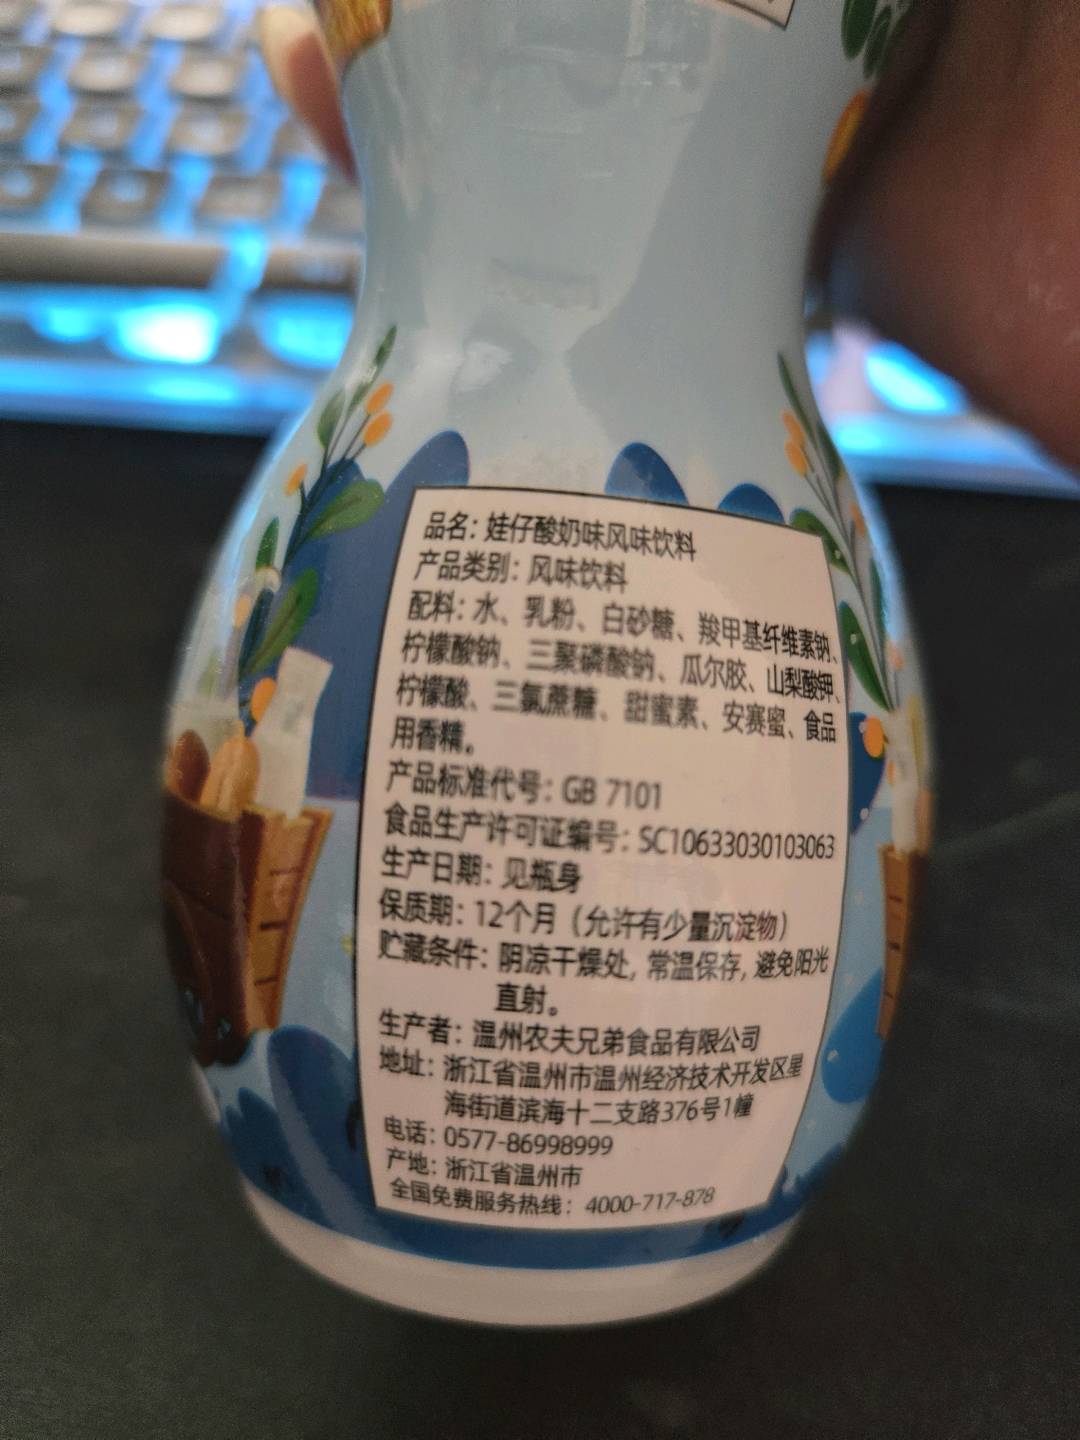 品名：娃仔酸奶味风味饮料
产品类别：风味饮料
配料：水、乳粉、白砂糖、羧甲基纤维素钠、
柠檬酸钠、三聚磷酸钠、瓜尔胶、山梨酸钾、
柠檬酸、三氯蔗糖、甜蜜素、安赛蜜、食品
用香精。
产品标准代号：GB 7101
食品生产许可证编号：SC10633030103063
生产日期：见瓶身
保质期：12个月（允许有少量沉淀物）
贮藏条件：阴凉干燥处, 常温保存, 避免阳光
直射。
生产者：温州农夫兄弟食品有限公司
地址：浙江省温州市温州经济技术开发区星
海街道滨海十二支路376号1幢
电话：0577-86998999
产地：浙江省温州市
全国免费服务热线：4000-717-878